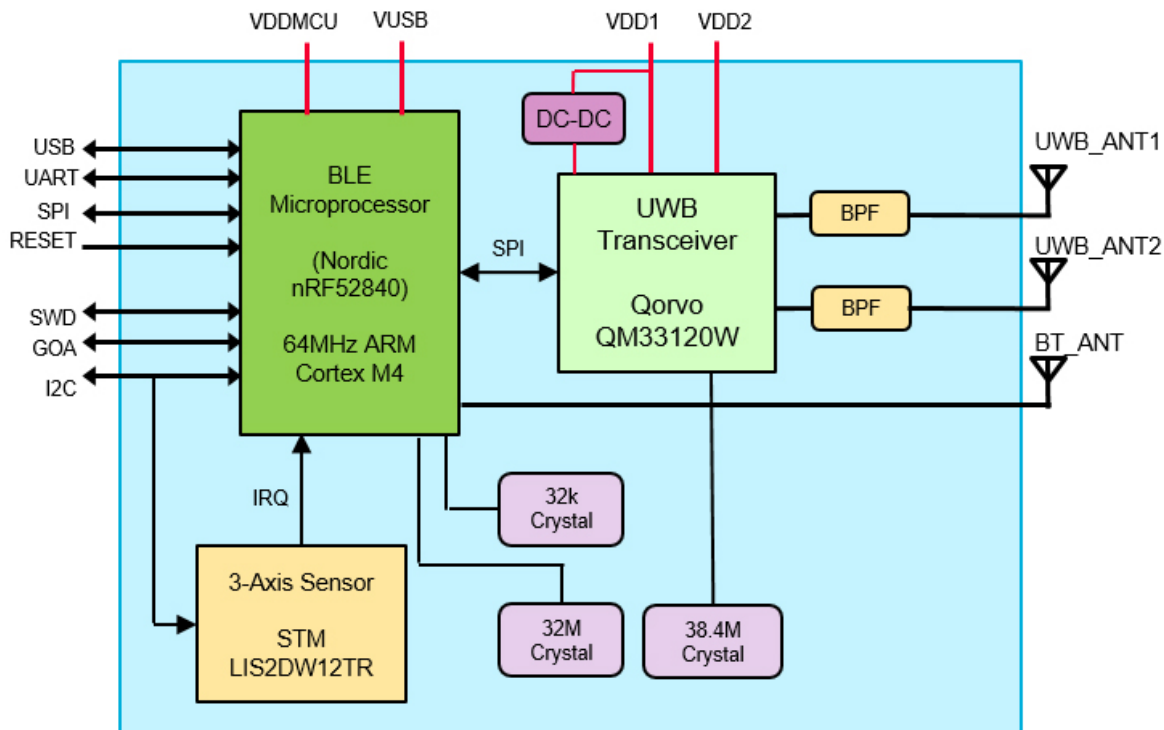 VDDMCU
VUSB
VDD1
VDD2
DC-DC
USB
UART
SPI
RESET
SWD
GOA
I2C
BLE
Microprocessor
(Nordic
nRF52840)
64MHz ARM
Cortex M4
SPI
UWB
Transceiver
Qorvo
QM33120W
BPF
BPF
UWB_ANT1
UWB_ANT2
BT_ANT
IRQ
3-Axis Sensor
STM
LIS2DW12TR
32k
Crystal
32M
Crystal
38.4M
Crystal